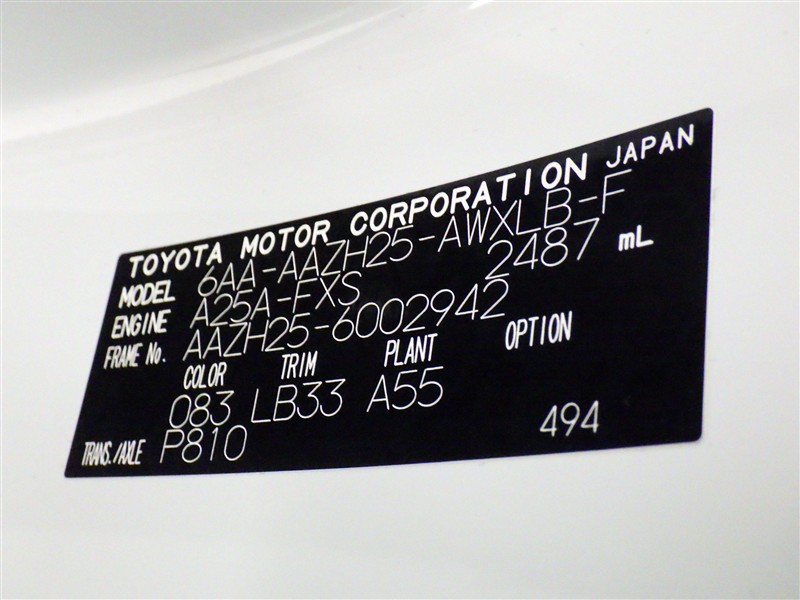 TOYOTA MOTOR CORPORATION JAPAN
MODEL 6AA-AAZH25-AWXLB-F
ENGINE A25A-FXS 2487 mL
FRAME No. AAZH25-6002942
COLOR TRIM PLANT OPTION
083 LB33 A55
TRANS./AXLE P810 494